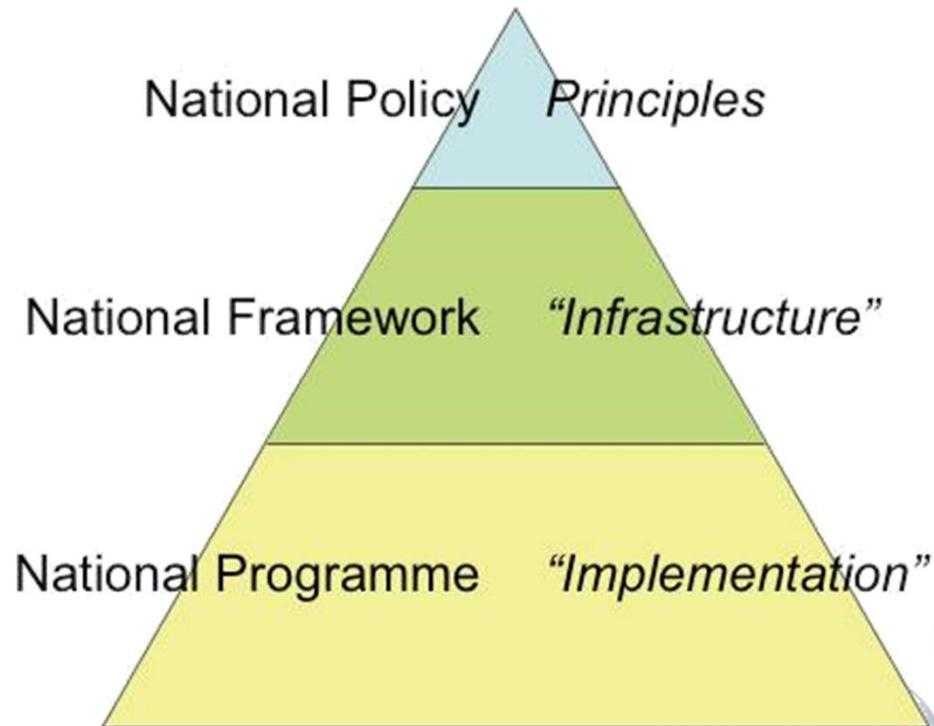 National Policy Principles
National Framework “Infrastructure”
National Programme “Implementation”